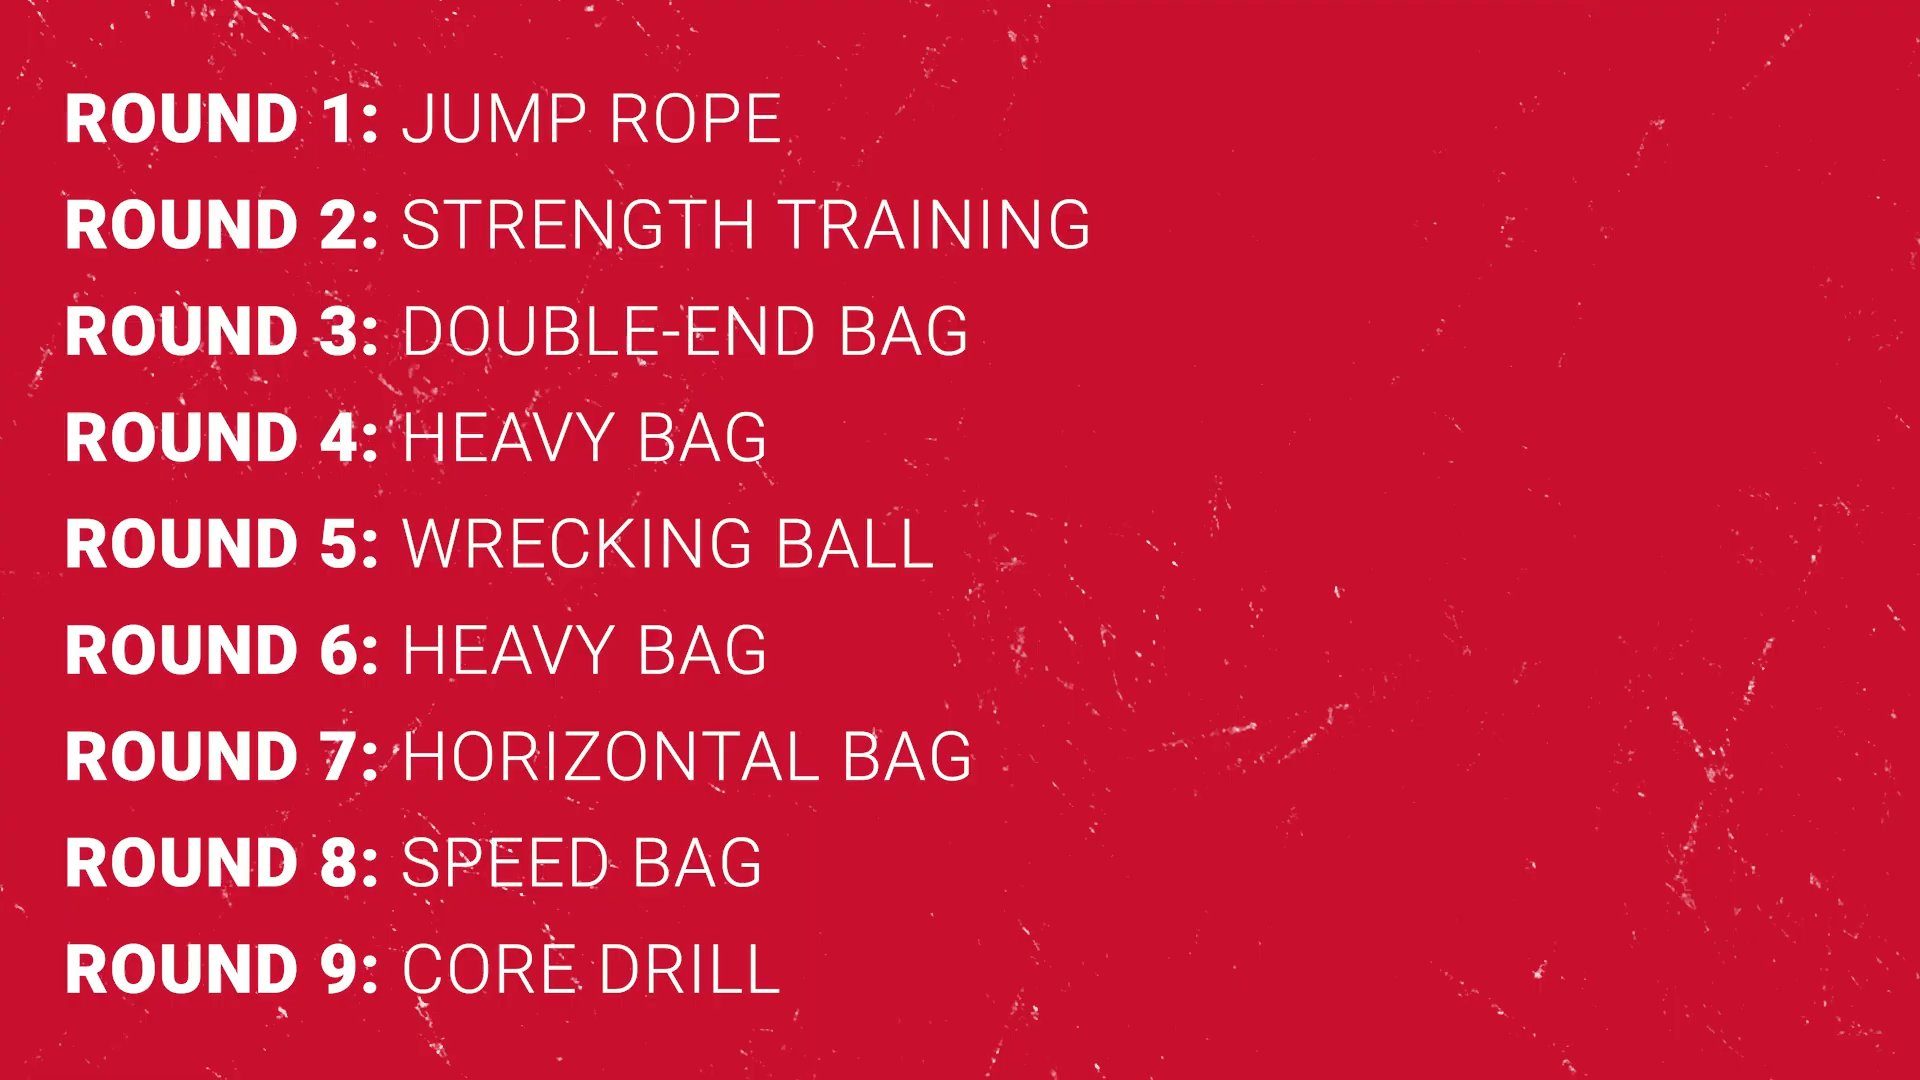 ROUND 1: JUMP ROPE
ROUND 2: STRENGTH TRAINING
ROUND 3: DOUBLE-END BAG
ROUND 4: HEAVY BAG
ROUND 5: WRECKING BALL
ROUND 6: HEAVY BAG
ROUND 7: HORIZONTAL BAG
ROUND 8: SPEED BAG
ROUND 9: CORE DRILL